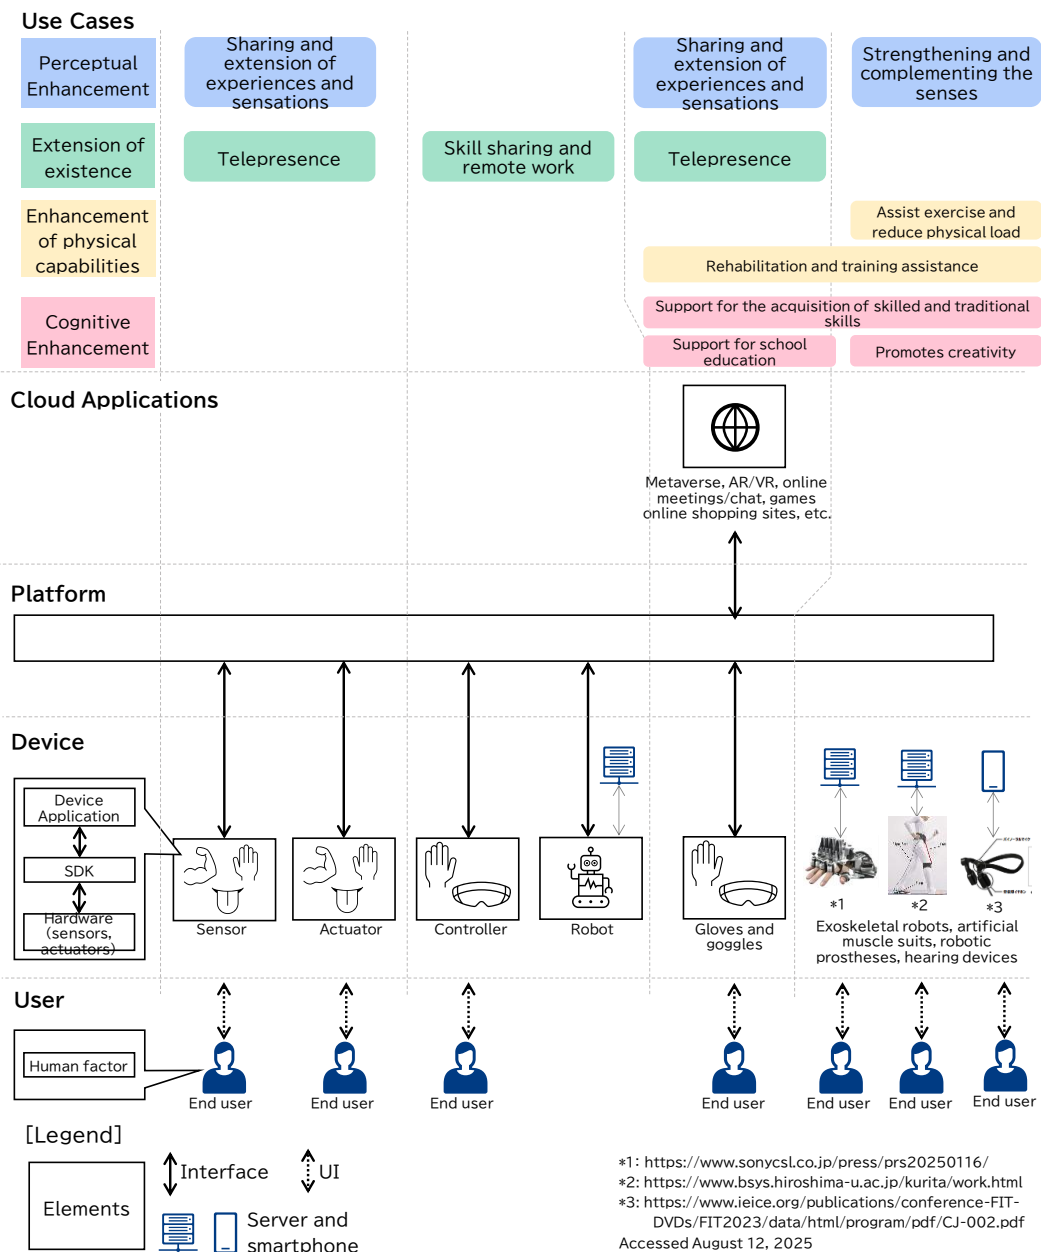 Use Cases
Perceptual
Enhancement
Sharing and
extension of
experiences and
sensations
Sharing and
extension of
experiences and
sensations
Strengthening and
complementing the
senses
Extension of
existence
Telepresence
Skill sharing and
remote work
Telepresence
Enhancement
of physical
capabilities
Assist exercise and
reduce physical load
Rehabilitation and training assistance
Cognitive
Enhancement
Support for the acquisition of skilled and traditional
skills
Support for school
education
Promotes creativity
Cloud Applications
Metaverse, AR/VR, online
meetings/chat, games
online shopping sites, etc.
Platform
Device
Device
Application
SDK
Hardware
(sensors,
actuators)
Sensor
Actuator
Controller
Robot
Gloves and
goggles
*1
*2
*3
Exoskeletal robots, artificial
muscle suits, robotic
prostheses, hearing devices
User
Human factor
End user
End user
End user
End user
End user
End user
End user
[Legend]
Elements
Interface
UI
Server and
smartphone
*1: https://www.sonycsl.co.jp/press/prs20250116/
*2: https://www.bsys.hiroshima-u.ac.jp/kurita/work.html
*3: https://www.ieice.org/publications/conference-FIT-
DVDs/FIT2023/data/html/program/pdf/CJ-002.pdf
Accessed August 12, 2025